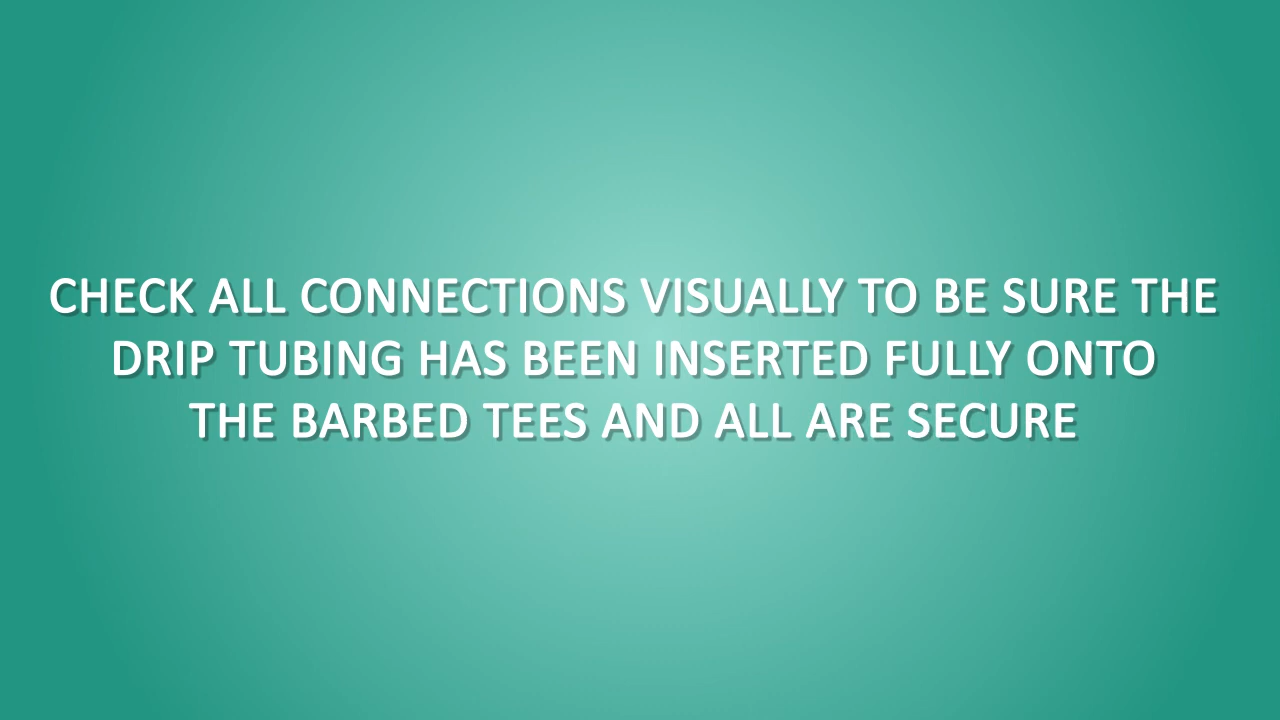 CHECK ALL CONNECTIONS VISUALLY TO BE SURE THE
DRIP TUBING HAS BEEN INSERTED FULLY ONTO
THE BARBED TEES AND ALL ARE SECURE